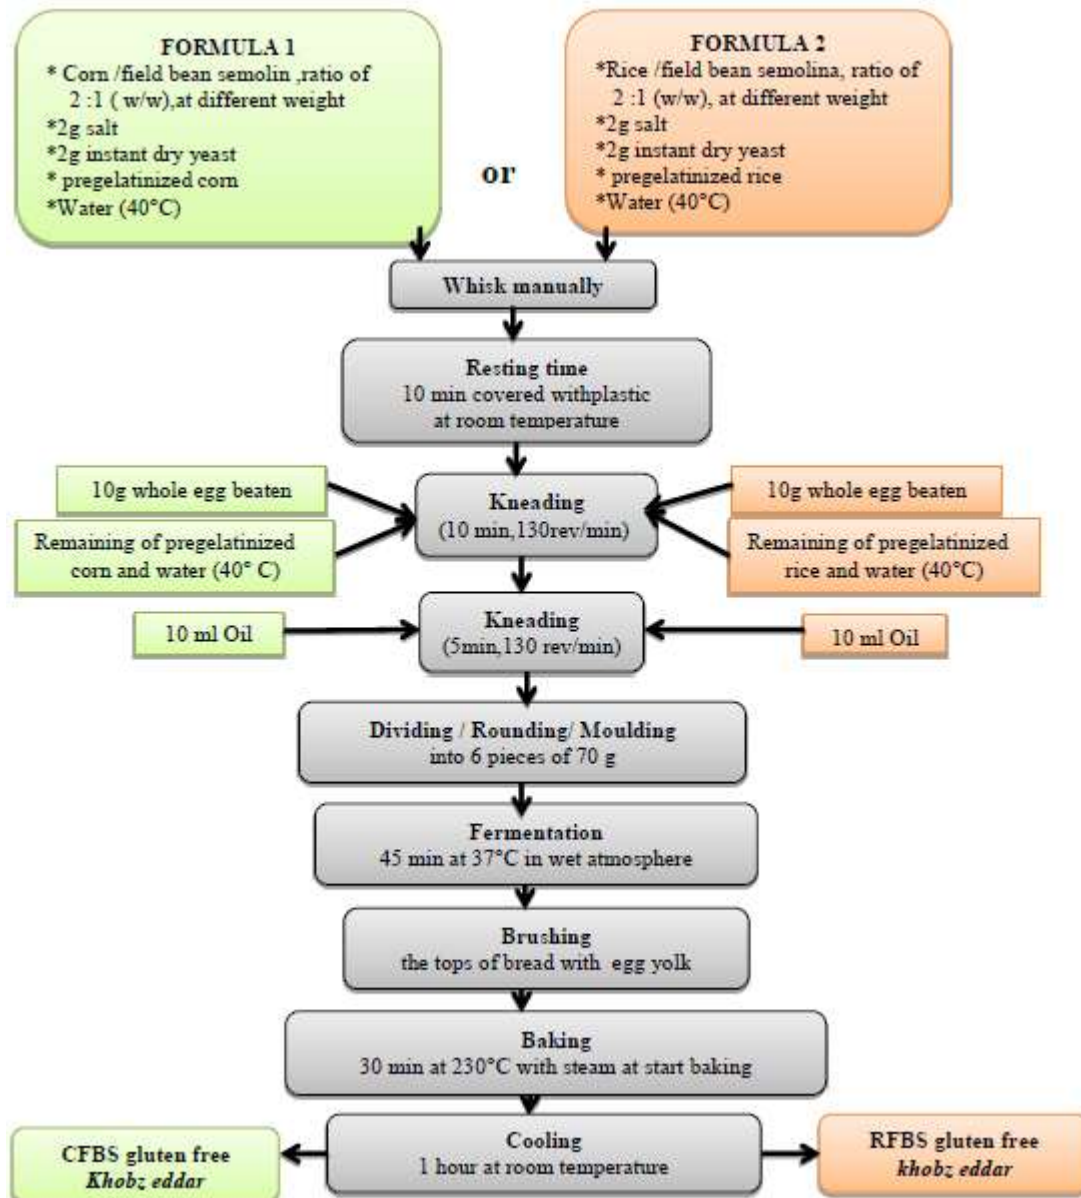 FORMULA 1
* Corn /field bean semolin ,ratio of
2 :1 ( w/w),at different weight
*2g salt
*2g instant dry yeast
* pregelatinized corn
*Water (40°C)
or
FORMULA 2
*Rice /field bean semolina, ratio of
2 :1 (w/w), at different weight
*2g salt
*2g instant dry yeast
* pregelatinized rice
*Water (40°C)
Whisk manually
Resting time
10 min covered withplastic
at room temperature
10g whole egg beaten
Remaining of pregelatinized
corn and water (40° C)
Kneading
(10 min,130rev/min)
10g whole egg beaten
Remaining of pregelatinized
rice and water (40°C)
10 ml Oil
Kneading
(5min,130 rev/min)
10 ml Oil
Dividing / Rounding/ Moulding
into 6 pieces of 70 g
Fermentation
45 min at 37°C in wet atmosphere
Brushing
the tops of bread with egg yolk
Baking
30 min at 230°C with steam at start baking
Cooling
1 hour at room temperature
CFBS gluten free
Khobz eddar
RFBS gluten free
khobz eddar